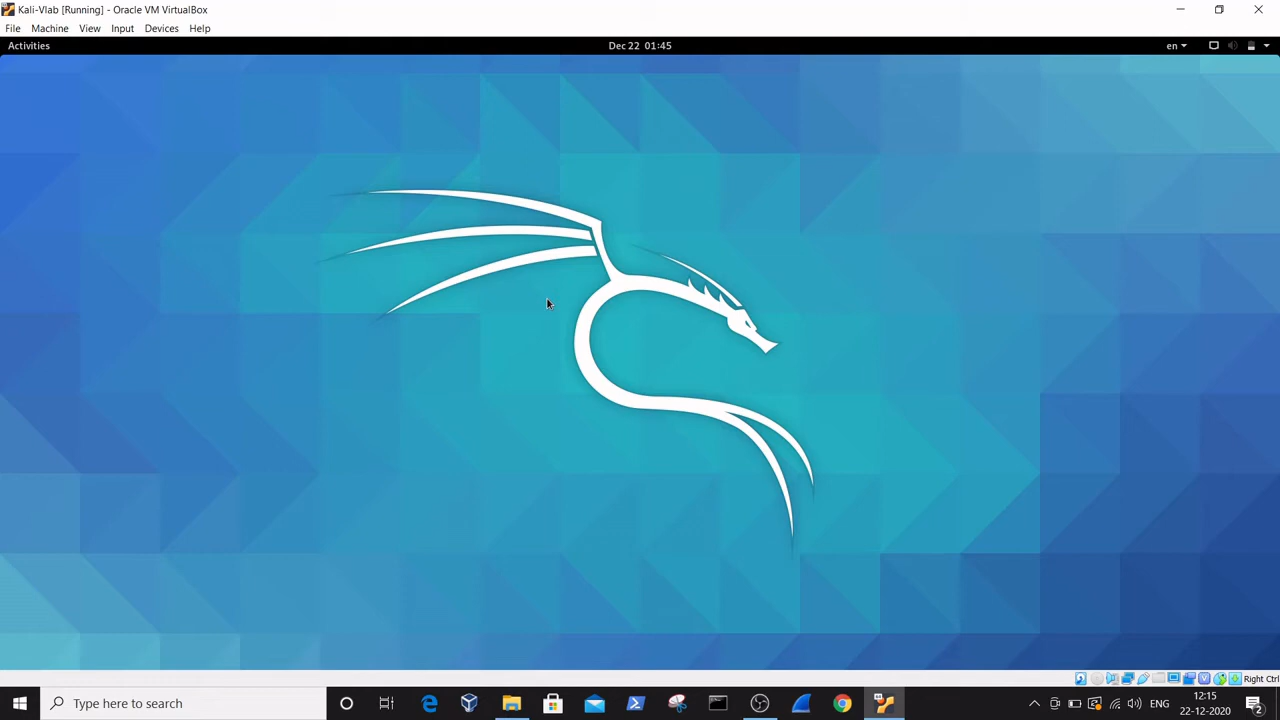 Kali-Vlab [Running] - Oracle VM VirtualBox
File Machine View Input Devices Help
Activities Dec 22 01:45 en
Right Ctrl
Type here to search ENG 12:15
22-12-2020 2